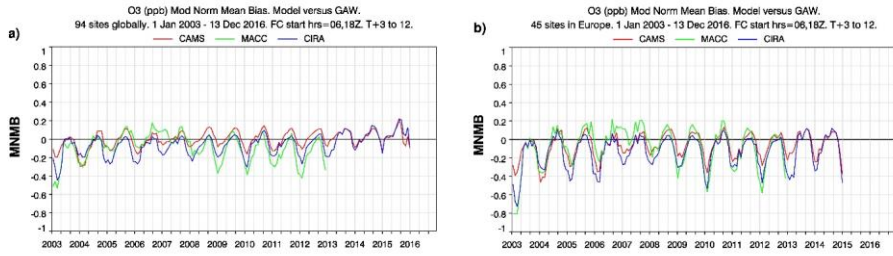 a)
O3 (ppb) Mod Norm Mean Bias. Model versus GAW.
94 sites globally. 1 Jan 2003 - 13 Dec 2016. FC start hrs=06,18Z. T+3 to 12.
CAMS MACC CIRA
MNMB
1
0.8
0.6
0.4
0.2
0
-0.2
-0.4
-0.6
-0.8
-1
2003 2004 2005 2006 2007 2008 2009 2010 2011 2012 2013 2014 2015 2016
b)
O3 (ppb) Mod Norm Mean Bias. Model versus GAW.
45 sites in Europe. 1 Jan 2003 - 13 Dec 2016. FC start hrs=06,18Z. T+3 to 12.
CAMS MACC CIRA
MNMB
1
0.8
0.6
0.4
0.2
0
-0.2
-0.4
-0.6
-0.8
-1
2003 2004 2005 2006 2007 2008 2009 2010 2011 2012 2013 2014 2015 2016